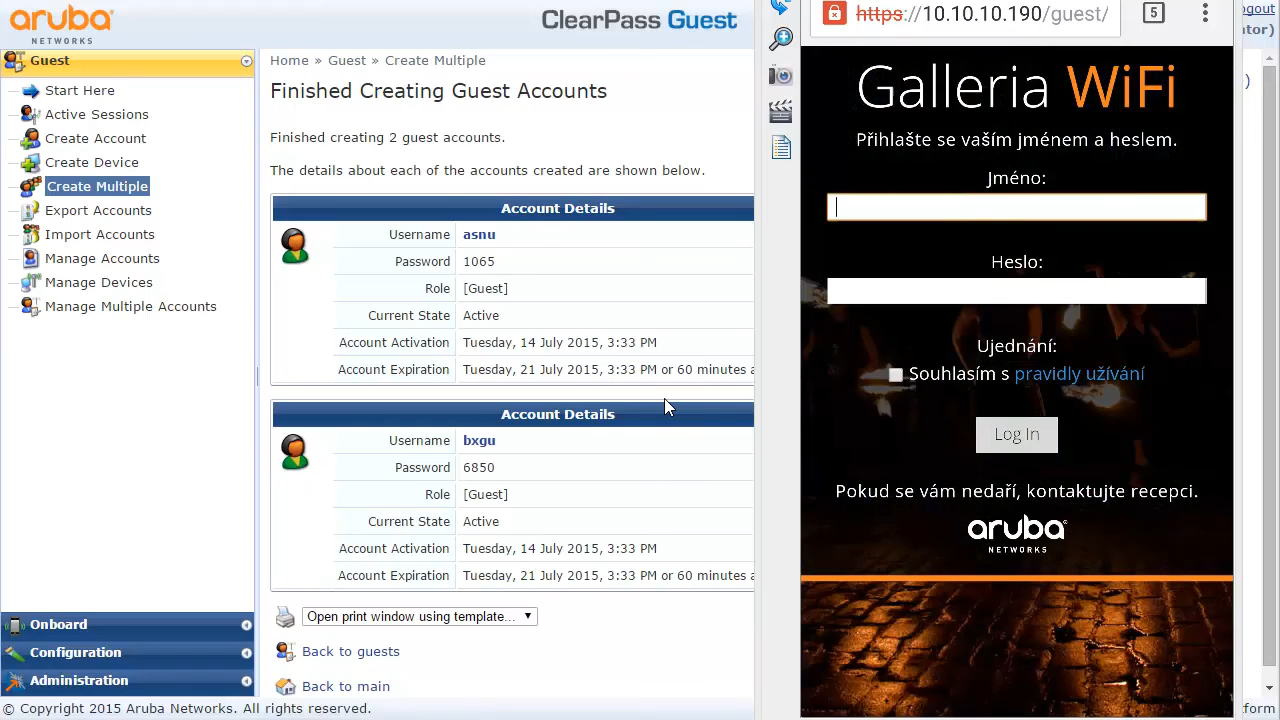 aruba
NETWORKS
ClearPass Guest
Guest
Start Here
Active Sessions
Create Account
Create Device
Create Multiple
Export Accounts
Import Accounts
Manage Accounts
Manage Devices
Manage Multiple Accounts
Onboard
Configuration
Administration
© Copyright 2015 Aruba Networks. All rights reserved.
Home » Guest » Create Multiple
Finished Creating Guest Accounts
Finished creating 2 guest accounts.
The details about each of the accounts created are shown below.
Account Details
Username asnu
Password 1065
Role [Guest]
Current State Active
Account Activation Tuesday, 14 July 2015, 3:33 PM
Account Expiration Tuesday, 21 July 2015, 3:33 PM or 60 minutes a
Account Details
Username bxgu
Password 6850
Role [Guest]
Current State Active
Account Activation Tuesday, 14 July 2015, 3:33 PM
Account Expiration Tuesday, 21 July 2015, 3:33 PM or 60 minutes a
Open print window using template...
Back to guests
Back to main
https://10.10.10.190/guest/
5
Galleria WiFi
Přihlašte se vaším jménem a heslem.
Jméno:
Heslo:
Ujednání:
Souhlasím s pravidly užívání
Log In
Pokud se vám nedaří, kontaktujte recepci.
aruba
NETWORKS
ogout
tor)
)
form